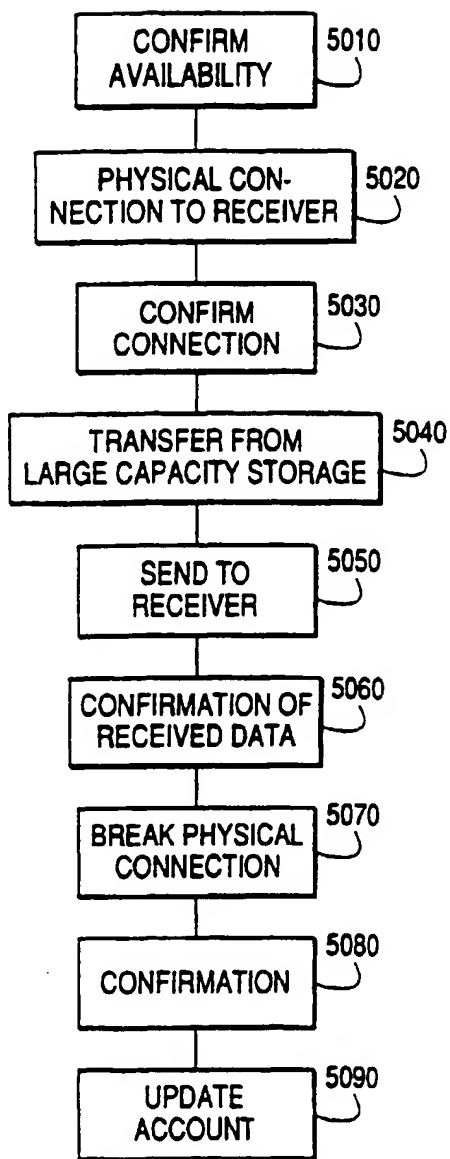 CONFIRM
AVAILABILITY
5010
PHYSICAL CON-
NECTION TO RECEIVER
5020
CONFIRM
CONNECTION
5030
TRANSFER FROM
LARGE CAPACITY STORAGE
5040
SEND TO
RECEIVER
5050
CONFIRMATION OF
RECEIVED DATA
5060
BREAK PHYSICAL
CONNECTION
5070
CONFIRMATION
5080
UPDATE
ACCOUNT
5090